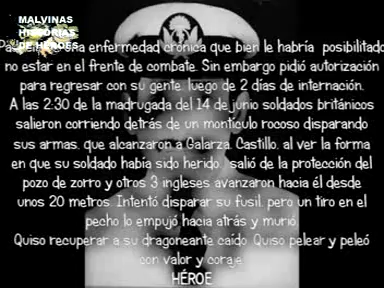 MALVINAS
HISTORIAS
DE HÉROES
enfermedad crónica que bien le habría posibilitado
no estar en el frente de combate. Sin embargo pidió autorización
para regresar con su gente, luego de 2 días de internación.
A las 2:30 de la madrugada del 14 de junio soldados británicos
salieron corriendo detrás de un montículo rocoso disparando
sus armas, que alcanzaron a Galarza. Castillo, al ver la forma
en que su soldado había sido herido, salió de la protección del
pozo de zorro y otros 3 ingleses avanzaron hacia él desde
unos 20 metros. Intentó disparar su fusil, pero un tiro en el
pecho lo empujó hacia atrás y murió.
Quiso recuperar a su dragoneante caído. Quiso pelear y peleó
con valor y coraje.
HÉROE